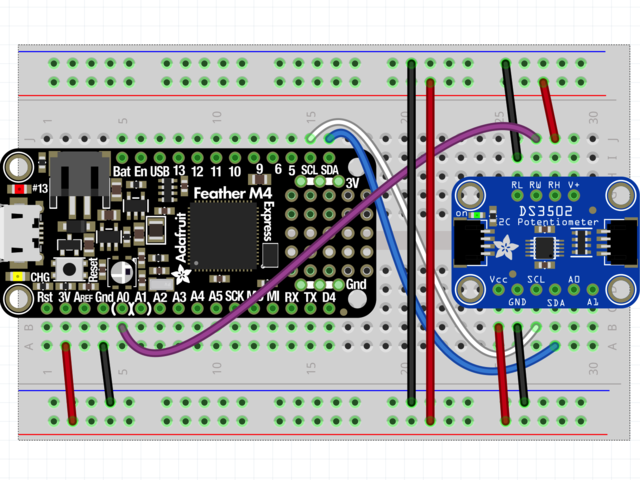 1 5 10 15 20 25 30
J J
I
Bat En USB 13 12 11 10 9 6 5 SCL SDA
3V
#13
Feather M4
Express
Adafruit
Reset
CHG
Gnd
Rst 3V AREF Gnd A0 A1 A2 A3 A4 A5 SCK MI RX TX D4
RL RW RH V+
DS3502
on
I2C Potentiometer
Vcc SCL A0
GND SDA A1
B B
A A
1 5 10 15 20 30